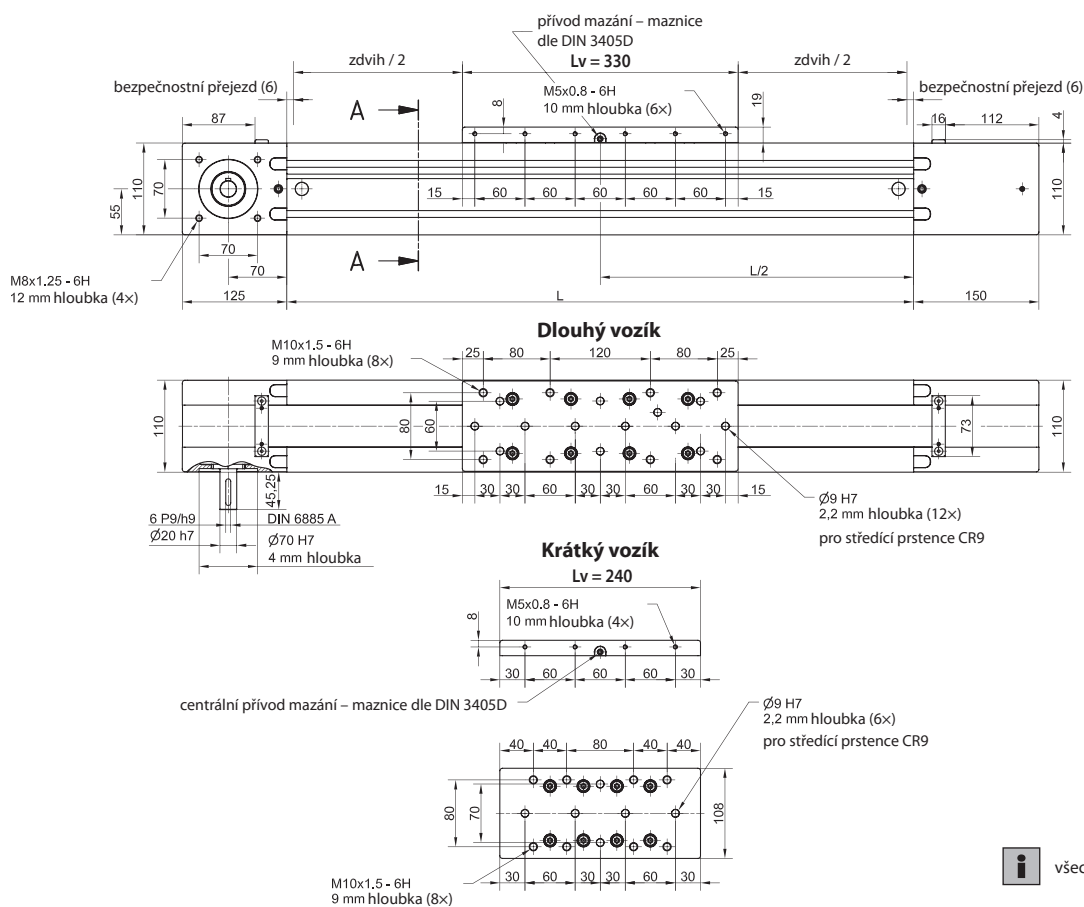 přívod mazání – maznice
dle DIN 3405D
zdvih / 2
Lv = 330
zdvih / 2
bezpečnostní přejezd (6)
M5x0.8 - 6H
10 mm hloubka (6×)
bezpečnostní přejezd (6)
A
8
19
87
16
112
4
110
55
70
15
60
60
60
60
60
15
110
M8x1.25 - 6H
12 mm hloubka (4×)
70
70
A
L/2
125
L
150
Dlouhý vozík
M10x1.5 - 6H
9 mm hloubka (8×)
25
80
120
80
25
110
80
60
73
110
45,25
15
30
30
60
30
30
60
30
30
15
6 P9/h9
DIN 6885 A
Ø20 h7
Ø70 H7
4 mm hloubka
Ø9 H7
2,2 mm hloubka (12×)
pro středící prstence CR9
Krátký vozík
Lv = 240
M5x0.8 - 6H
10 mm hloubka (4×)
8
30
60
60
60
30
centrální přívod mazání – maznice dle DIN 3405D
Ø9 H7
2,2 mm hloubka (6×)
pro středící prstence CR9
40
40
80
40
40
80
70
108
30
60
30
30
60
30
M10x1.5 - 6H
9 mm hloubka (8×)
i
všec